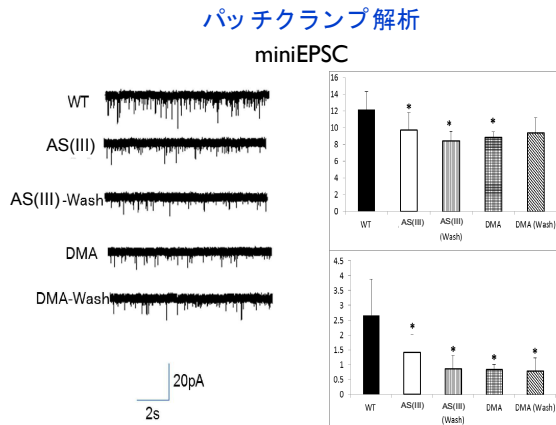 パッチクランプ解析
miniEPSC
WT
AS(III)
AS(III)-Wash
DMA
DMA-Wash
20pA
2s
16
14
12
10
8
6
4
2
0
*
*
*
WT
AS(III)
AS(III)
(Wash)
DMA
DMA (Wash)
4.5
4
3.5
3
2.5
2
1.5
1
0.5
0
*
*
*
*
WT
AS(III)
AS(III)
(Wash)
DMA
DMA (Wash)